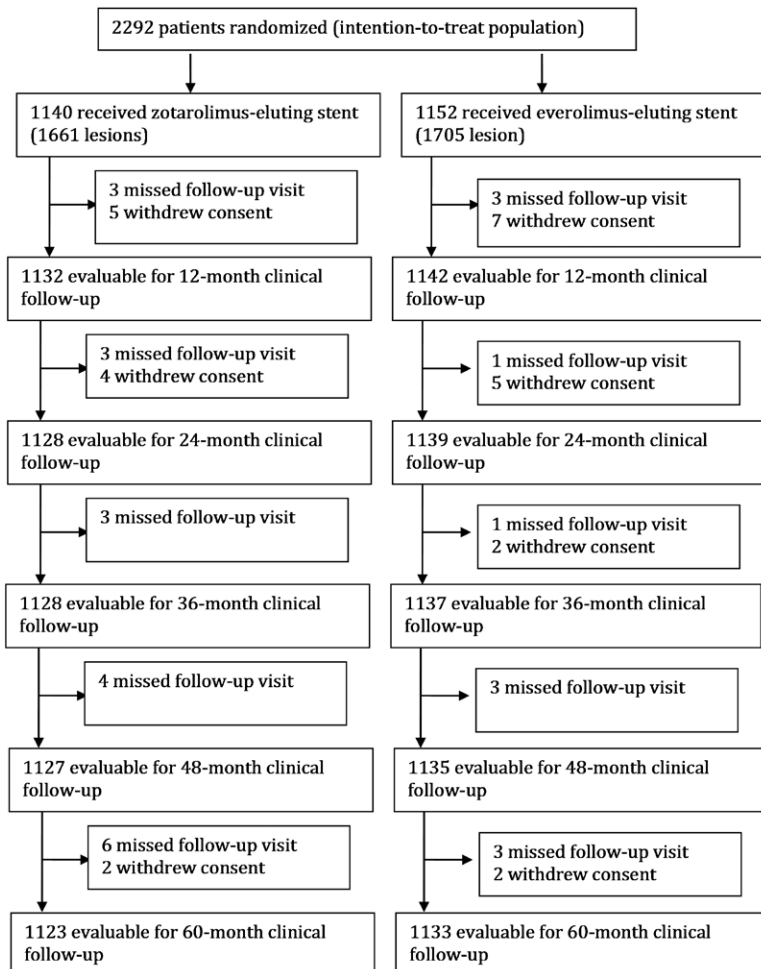 2292 patients randomized (intention-to-treat population)
1140 received zotarolimus-eluting stent
(1661 lesions)
1152 received everolimus-eluting stent
(1705 lesion)
3 missed follow-up visit
5 withdrew consent
3 missed follow-up visit
7 withdrew consent
1132 evaluable for 12-month clinical
follow-up
1142 evaluable for 12-month clinical
follow-up
3 missed follow-up visit
4 withdrew consent
1 missed follow-up visit
5 withdrew consent
1128 evaluable for 24-month clinical
follow-up
1139 evaluable for 24-month clinical
follow-up
3 missed follow-up visit
1 missed follow-up visit
2 withdrew consent
1128 evaluable for 36-month clinical
follow-up
1137 evaluable for 36-month clinical
follow-up
4 missed follow-up visit
3 missed follow-up visit
1127 evaluable for 48-month clinical
follow-up
1135 evaluable for 48-month clinical
follow-up
6 missed follow-up visit
2 withdrew consent
3 missed follow-up visit
2 withdrew consent
1123 evaluable for 60-month clinical
follow-up
1133 evaluable for 60-month clinical
follow-up